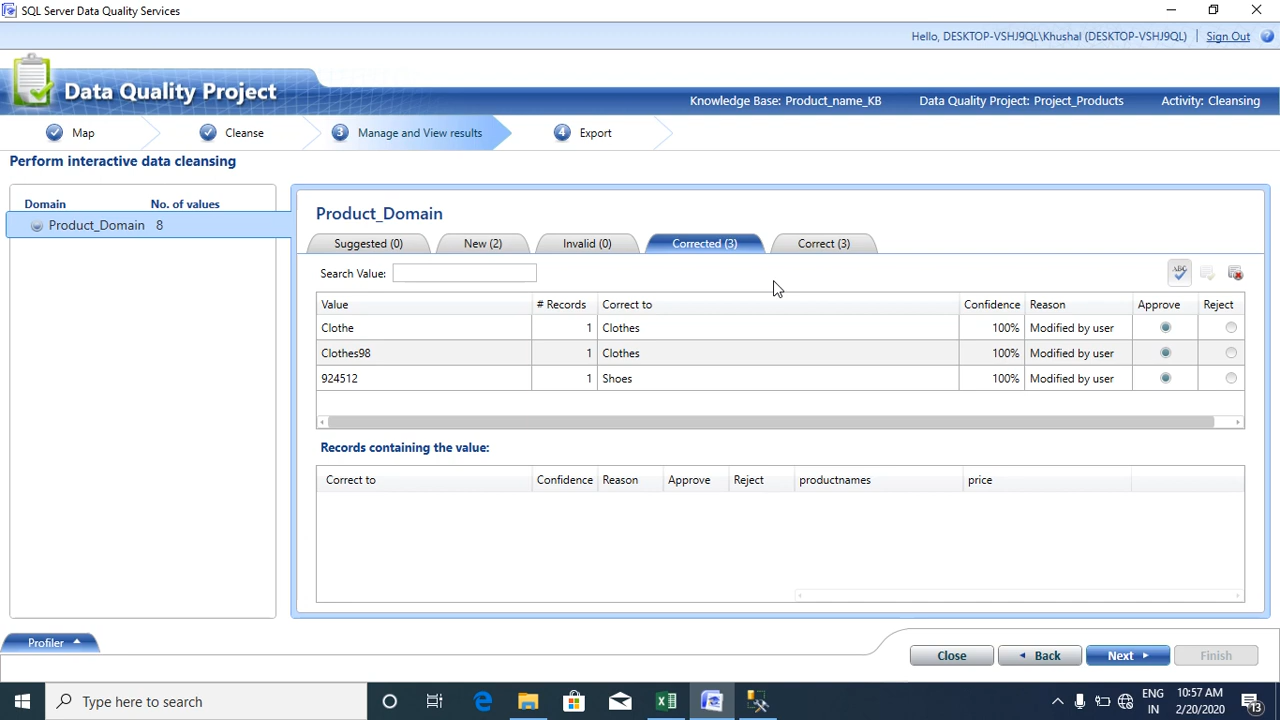 SQL Server Data Quality Services
Hello, DESKTOP-VSHJ9QL\Khushal (DESKTOP-VSHJ9QL) Sign Out ?
Data Quality Project
Knowledge Base: Product_name_KB Data Quality Project: Project_Products Activity: Cleansing
Map Cleanse 3 Manage and View results 4 Export
Perform interactive data cleansing
Domain No. of values
Product_Domain 8
Product_Domain
Suggested (0) New (2) Invalid (0) Corrected (3) Correct (3)
Search Value:
ABC
Value # Records Correct to Confidence Reason Approve Reject
Clothe 1 Clothes 100% Modified by user
Clothes98 1 Clothes 100% Modified by user
924512 1 Shoes 100% Modified by user
Records containing the value:
Correct to Confidence Reason Approve Reject productnames price
Profiler
Close Back Next Finish
Type here to search
ENG 10:57 AM
IN 2/20/2020 13